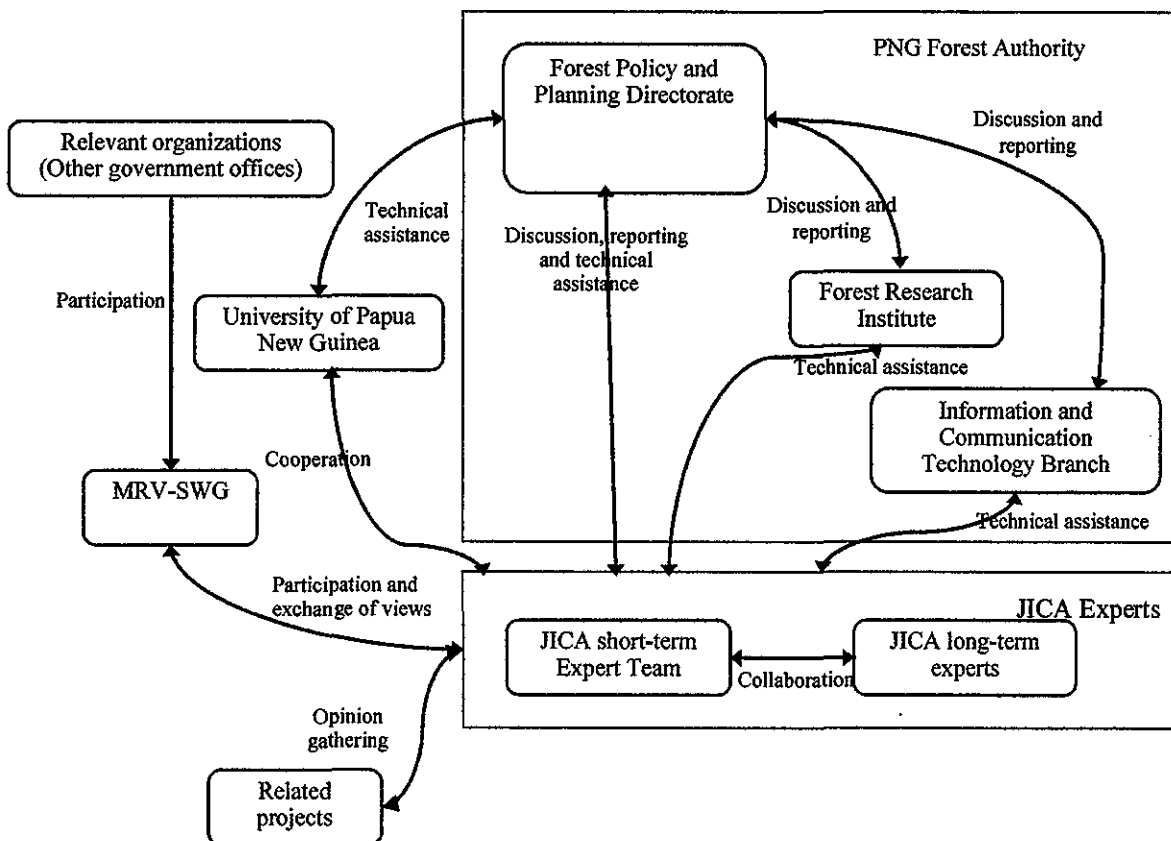 PNG Forest Authority
Forest Policy and
Planning Directorate
Relevant organizations
(Other government offices)
Discussion and
reporting
Technical
assistance
Discussion, reporting
and technical
assistance
Discussion and
reporting
Participation
University of Papua
New Guinea
Forest Research
Institute
Technical assistance
Information and
Communication
Technology Branch
Cooperation
MRV-SWG
Technical assistance
Participation and
exchange of views
JICA Experts
JICA short-term
Expert Team
Collaboration
JICA long-term
experts
Opinion
gathering
Related
projects